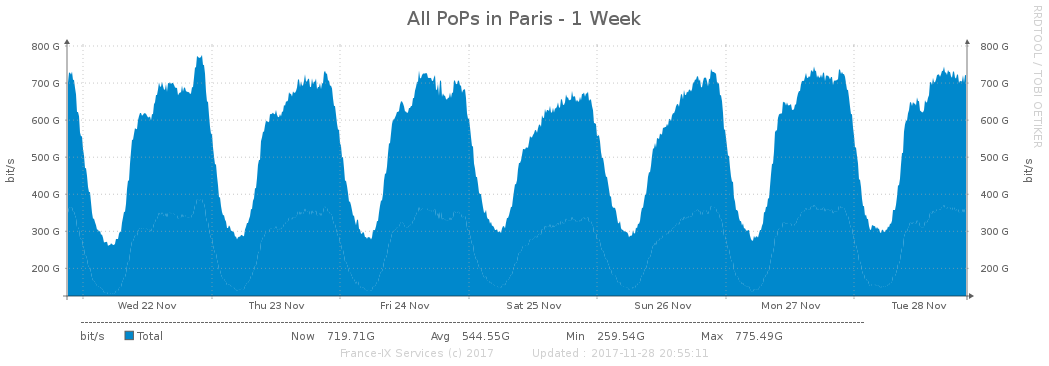 All PoPs in Paris - 1 Week
RRDTOOL / TOBI OETIKER
800 G 800 G
700 G 700 G
600 G 600 G
500 G 500 G
400 G 400 G
300 G 300 G
200 G 200 G
bit/s bit/s
Wed 22 Nov Thu 23 Nov Fri 24 Nov Sat 25 Nov Sun 26 Nov Mon 27 Nov Tue 28 Nov
bit/s Total Now 719.71G Avg 544.55G Min 259.54G Max 775.49G
France-IX Services (c) 2017 Updated : 2017-11-28 20:55:11